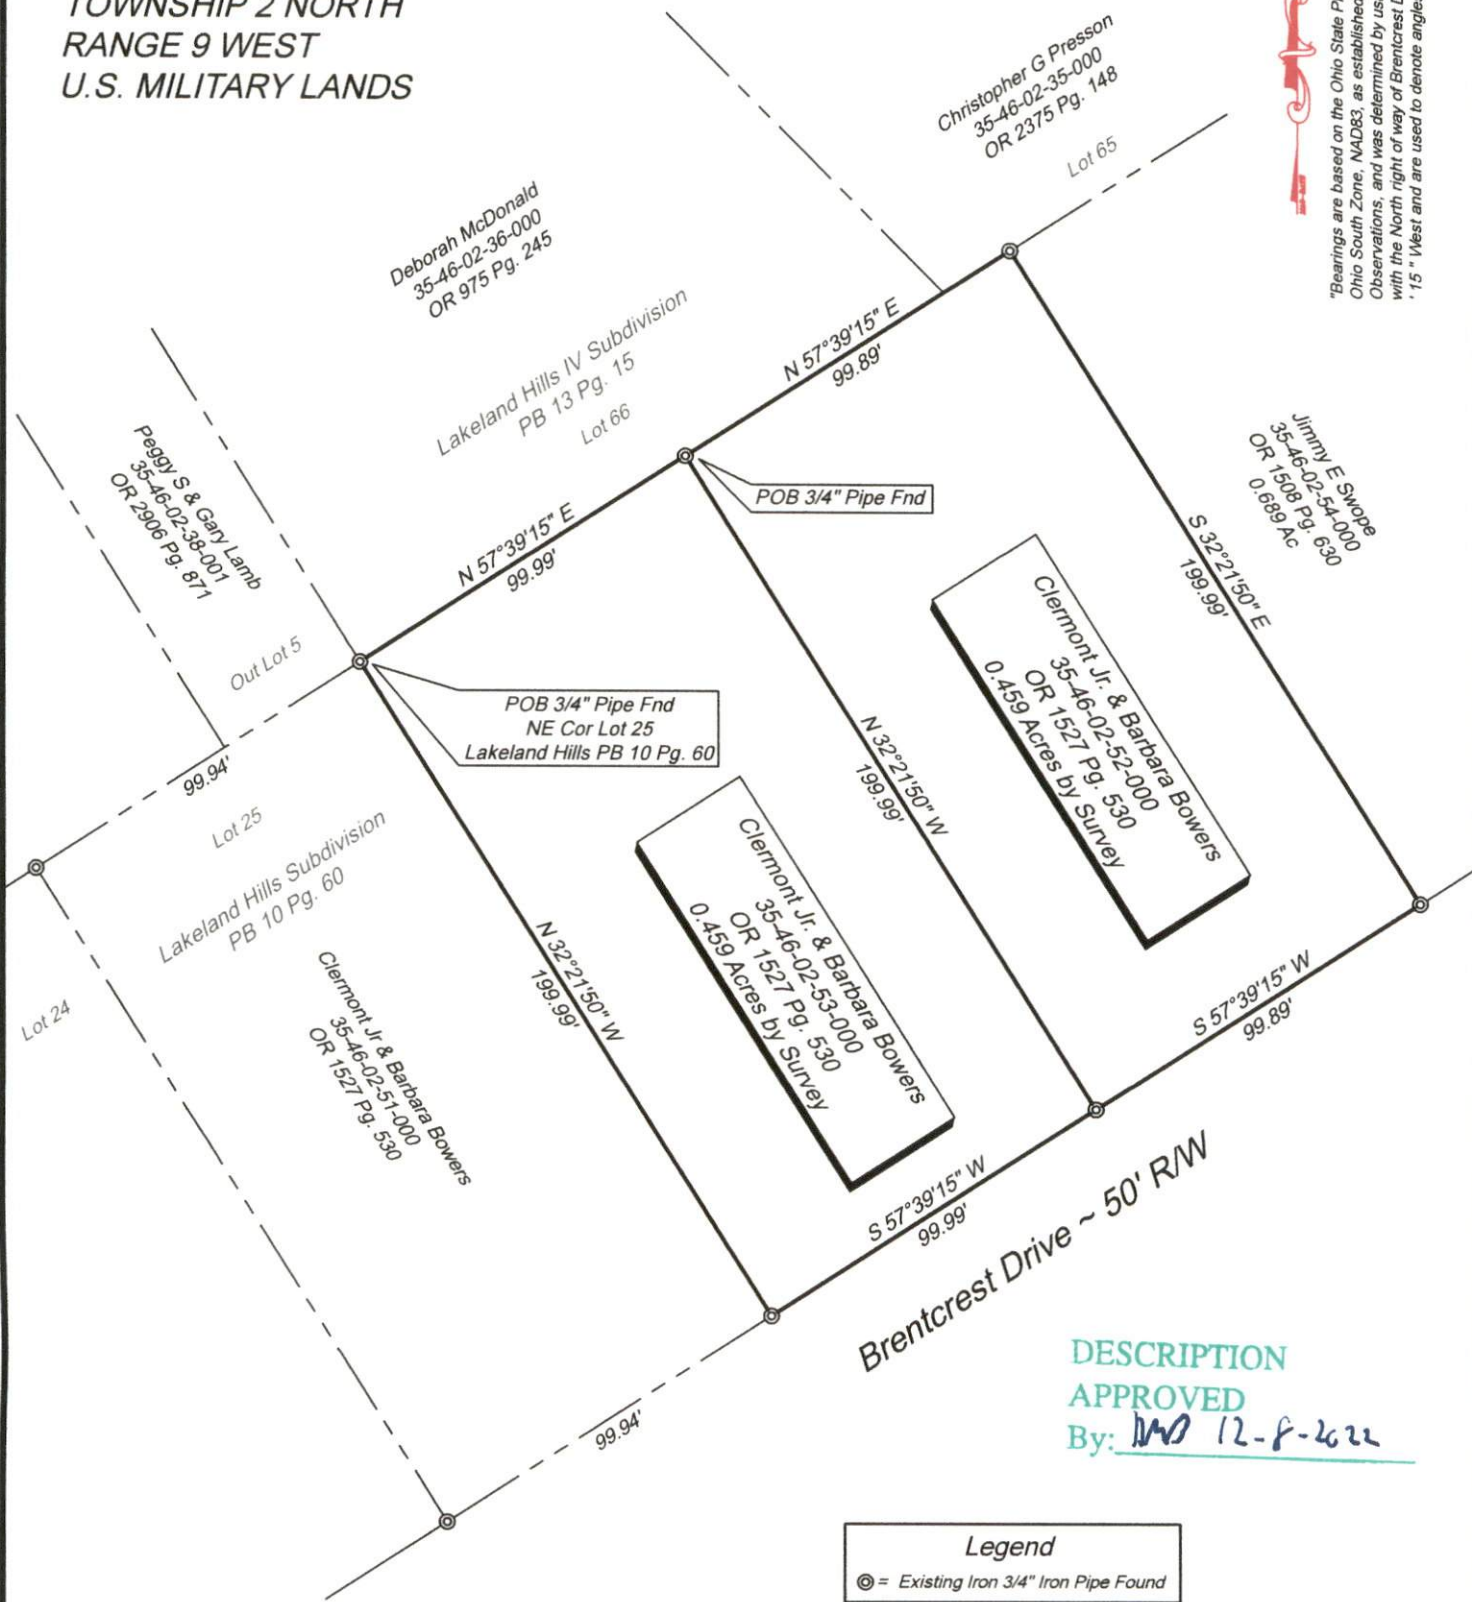 TOWNSHIP 2 NORTH
RANGE 9 WEST
U.S. MILITARY LANDS
Christopher G Presson
35-46-02-35-000
OR 2375 Pg. 148
Lot 65
"Bearings are based on the Ohio State
Ohio South Zone, NAD83, as established
Observations, and was determined by
with the North right of way of Brentcrest
' 15 " West and are used to denote
Deborah McDonald
35-46-02-36-000
OR 975 Pg. 245
Lakeland Hills IV Subdivision
PB 13 Pg. 15
Lot 66
N 57°39'15" E
99.89'
Peggy S & Gary Lamb
35-46-02-38-001
OR 2906 Pg. 871
Out Lot 5
N 57°39'15" E
99.99'
POB 3/4" Pipe Fnd
Jimmy E Swope
35-46-02-54-000
OR 1508 Pg. 630
0.689 Ac
S 32°21'50" E
199.99'
POB 3/4" Pipe Fnd
NE Cor Lot 25
Lakeland Hills PB 10 Pg. 60
Clermont Jr. & Barbara Bowers
35-46-02-52-000
OR 1527 Pg. 530
0.459 Acres by Survey
N 32°21'50" W
199.99'
99.94'
Lot 25
Lakeland Hills Subdivision
PB 10 Pg. 60
Lot 24
Clermont Jr & Barbara Bowers
35-46-02-51-000
OR 1527 Pg. 530
N 32°21'50" W
199.99'
Clermont Jr. & Barbara Bowers
35-46-02-53-000
OR 1527 Pg. 530
0.459 Acres by Survey
S 57°39'15" W
99.89'
S 57°39'15" W
99.99'
Brentcrest Drive ~ 50' R/W
99.94'
DESCRIPTION
APPROVED
By: 12-8-2022
Legend
= Existing Iron 3/4" Iron Pipe Found